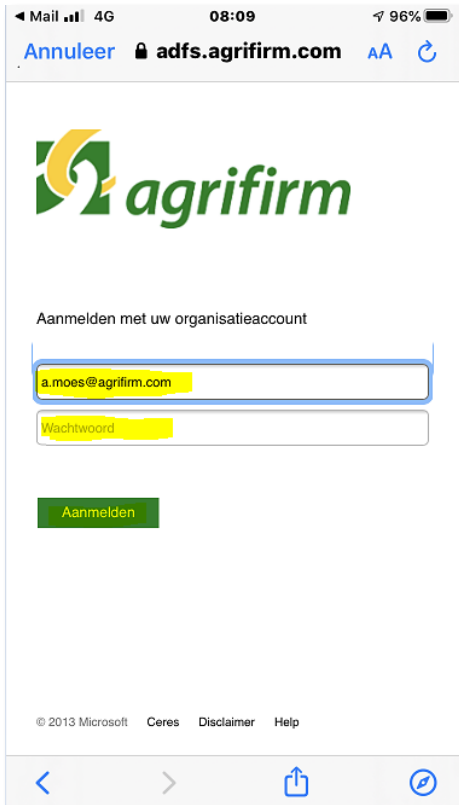 Mail 4G 08:09 96%
Annuleer adfs.agrifirm.com AA
agrifirm
Aanmelden met uw organisatieaccount
a.moes@agrifirm.com
Wachtwoord
Aanmelden
© 2013 Microsoft Ceres Disclaimer Help